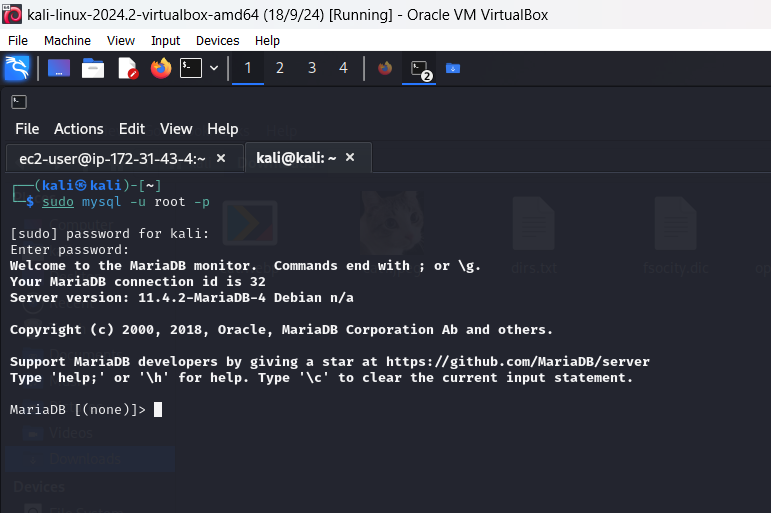 kali-linux-2024.2-virtualbox-amd64 (18/9/24) [Running] - Oracle VM VirtualBox
File Machine View Input Devices Help
1 2 3 4 2
File Actions Edit View Help
ec2-user@ip-172-31-43-4:~ × kali@kali: ~ ×
┌──(kali㉿kali)-[~]
└─$ sudo mysql -u root -p
[sudo] password for kali:
Enter password:
Welcome to the MariaDB monitor.  Commands end with ; or \g.
Your MariaDB connection id is 32
Server version: 11.4.2-MariaDB-4 Debian n/a
Copyright (c) 2000, 2018, Oracle, MariaDB Corporation Ab and others.
Support MariaDB developers by giving a star at https://github.com/MariaDB/server
Type 'help;' or '\h' for help. Type '\c' to clear the current input statement.
MariaDB [(none)]>
Videos
Downloads
Devices